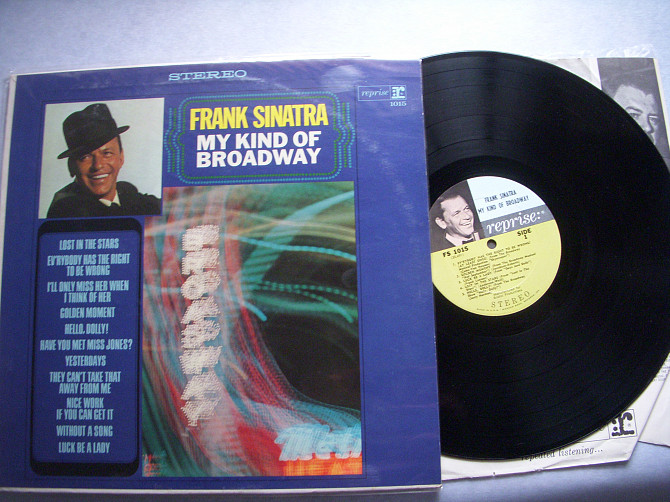 STEREO
FRANK SINATRA
MY KIND OF
BROADWAY
reprise
1015
LOST IN THE STARS
EV'RYBODY HAS THE RIGHT
TO BE WRONG
I'LL ONLY MISS HER WHEN
I THINK OF HER
GOLDEN MOMENT
HELLO, DOLLY!
HAVE YOU MET MISS JONES?
YESTERDAYS
THEY CAN'T TAKE THAT
AWAY FROM ME
NICE WORK
IF YOU CAN GET IT
WITHOUT A SONG
LUCK BE A LADY
FRANK SINATRA
MY KIND OF BROADWAY
reprise:
FS 1015
SIDE
1
STEREO
repeated listening...